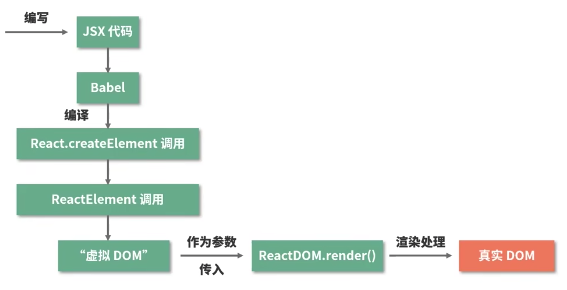 编写
JSX 代码
Babel
编译
React.createElement 调用
ReactElement 调用
“虚拟 DOM”
作为参数
传入
ReactDOM.render()
渲染处理
真实 DOM